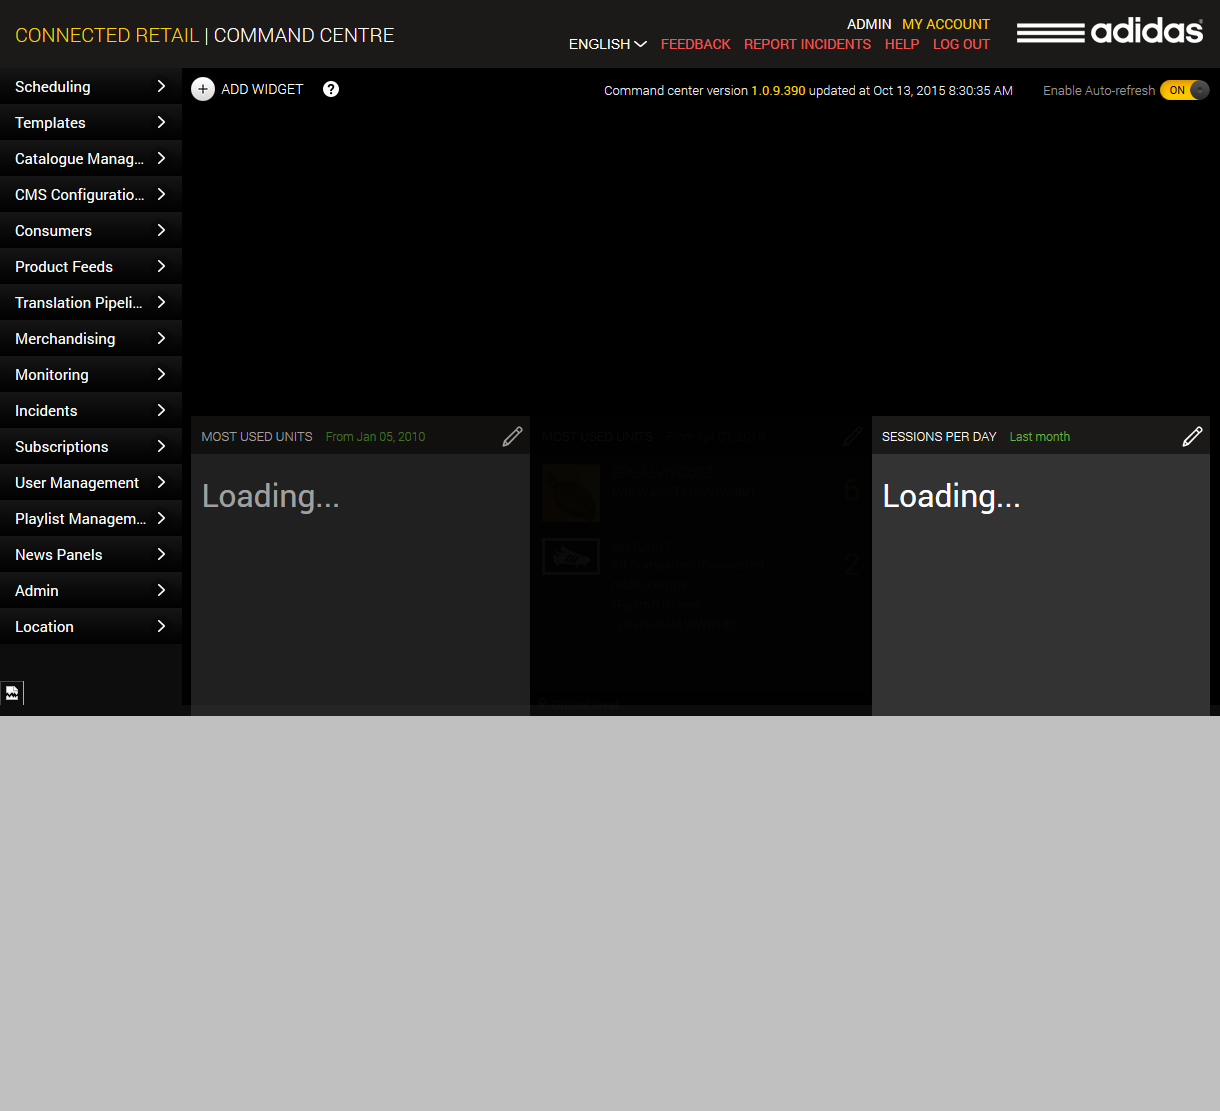 CONNECTED RETAIL | COMMAND CENTRE
ADMIN MY ACCOUNT
ENGLISH FEEDBACK REPORT INCIDENTS HELP LOG OUT
adidas
ADD WIDGET ?
Command center version 1.0.9.390 updated at Oct 13, 2015 8:30:35 AM
Enable Auto-refresh ON
Scheduling
Templates
Catalogue Manag...
CMS Configuratio...
Consumers
Product Feeds
Translation Pipeli...
Merchandising
Monitoring
Incidents
Subscriptions
User Management
Playlist Managem...
News Panels
Admin
Location
MOST USED UNITS From Jan 05, 2010
Loading...
MOST USED UNITS
6
2
SESSIONS PER DAY Last month
Loading...